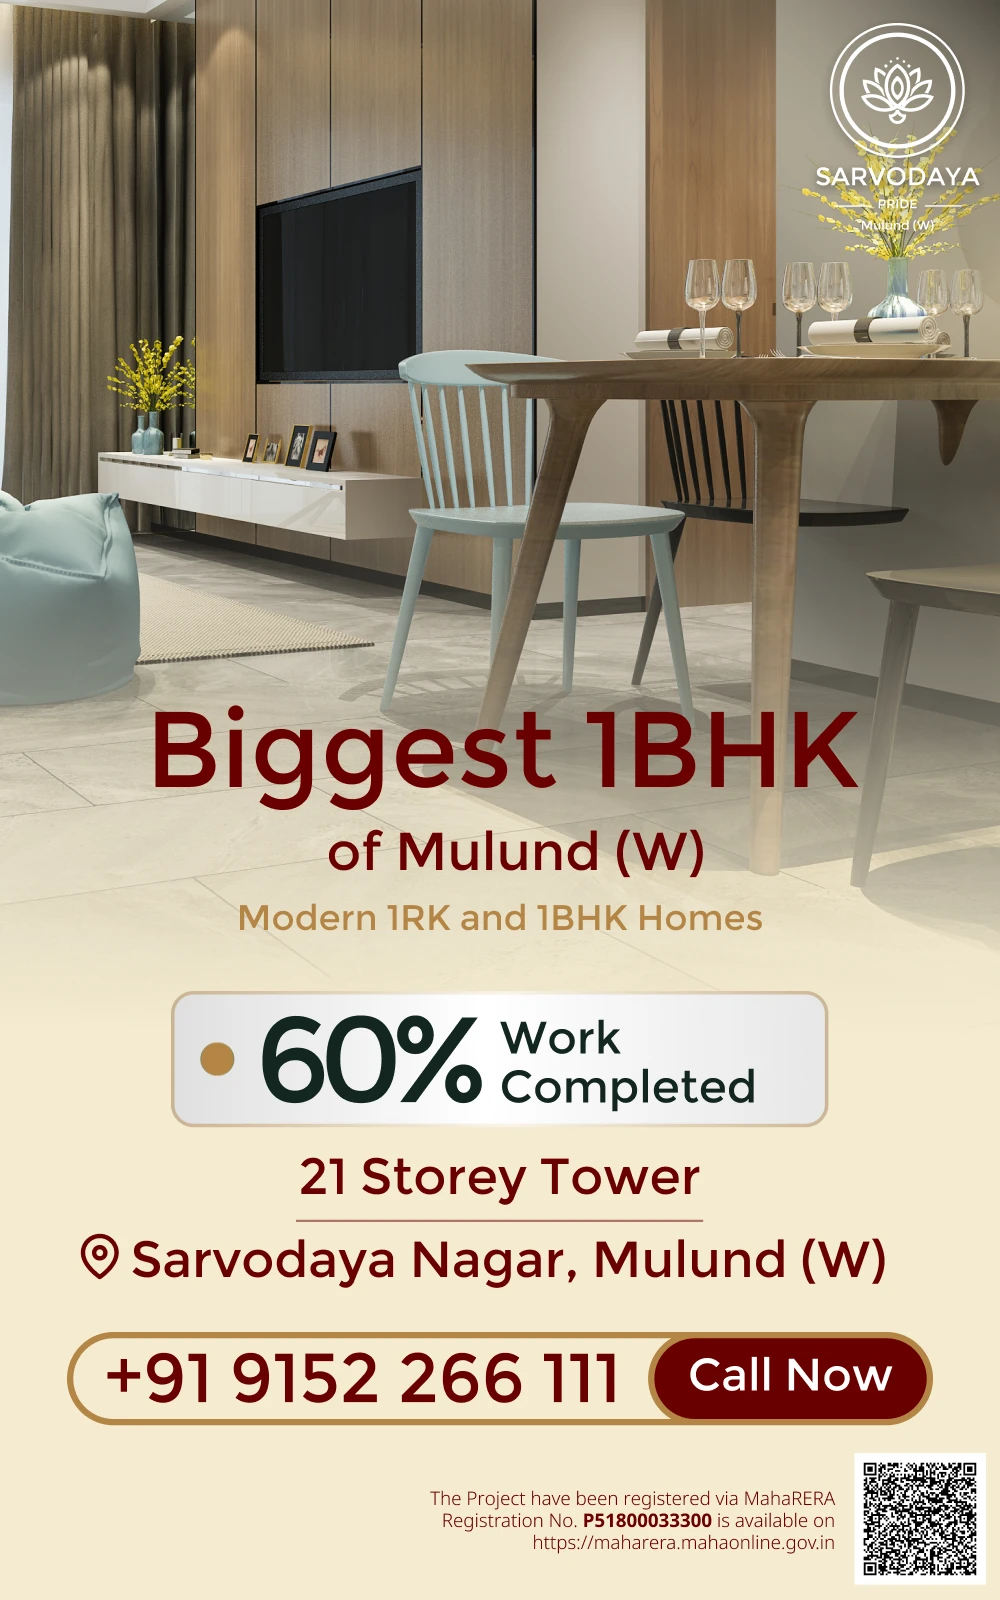 SARVODAYA
PRIDE
Mulund (W)
Biggest 1BHK
of Mulund (W)
Modern 1RK and 1BHK Homes
60% Work
Completed
21 Storey Tower
Sarvodaya Nagar, Mulund (W)
+91 9152 266 111 Call Now
The Project have been registered via MahaRERA
Registration No. P51800033300 is available on
https://maharera.mahaonline.gov.in